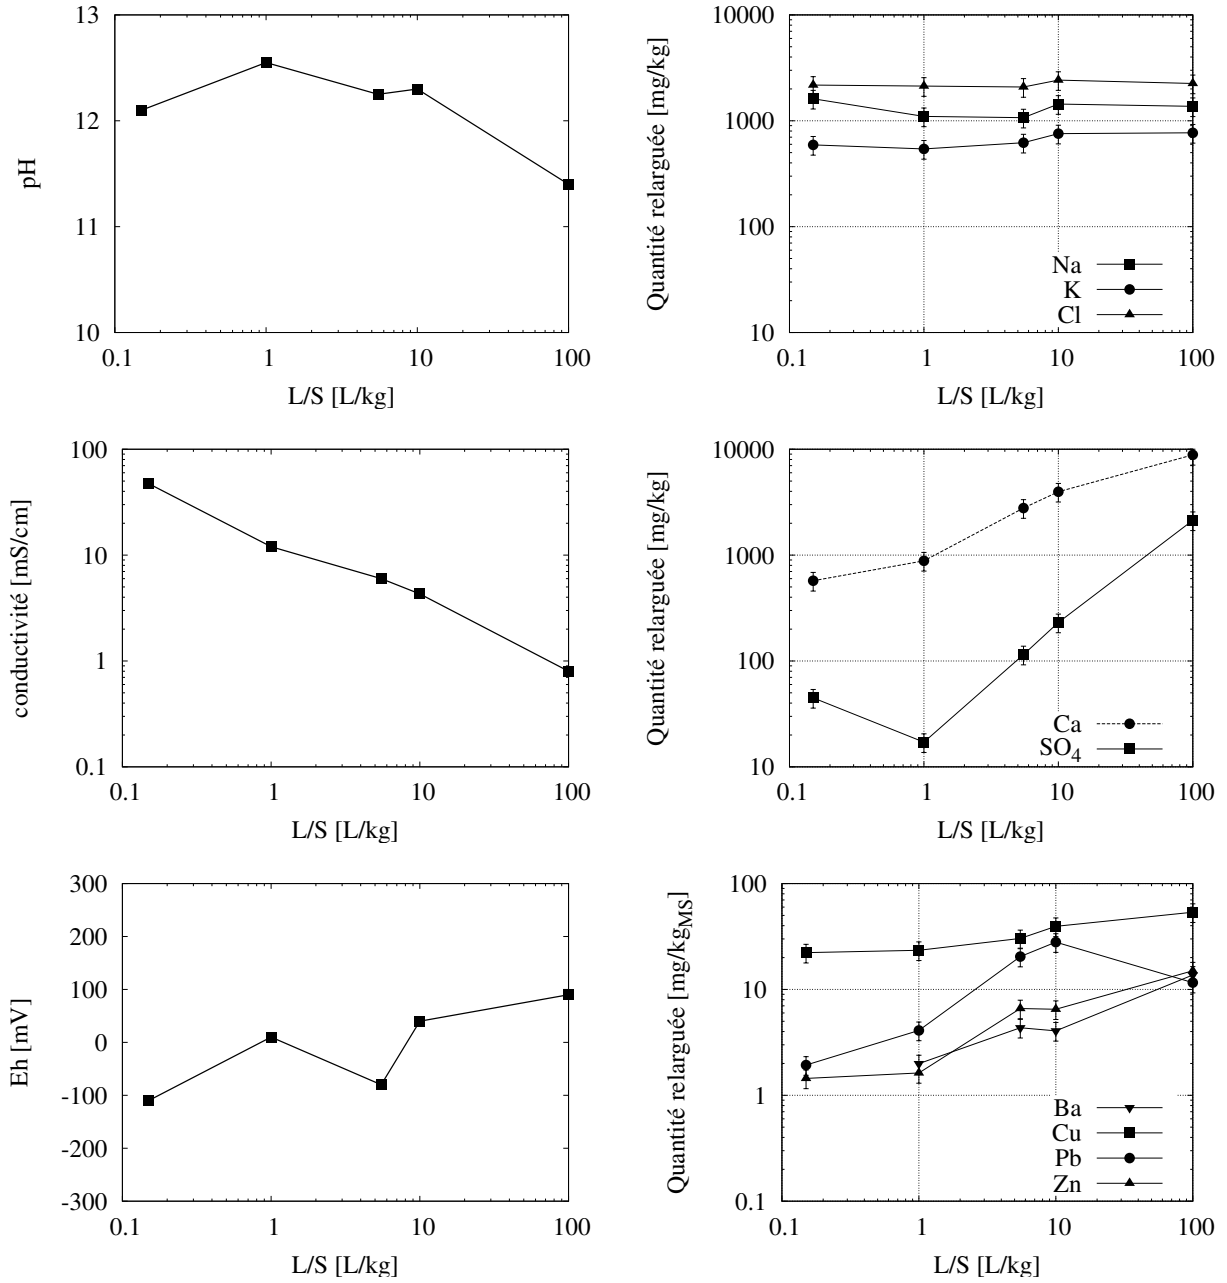 13
12
11
10
pH
0.1 1 10 100
L/S [L/kg]
10000
1000
100
10
Quantité relarguée [mg/kg]
Na
K
Cl
0.1 1 10 100
L/S [L/kg]
100
10
1
0.1
conductivité [mS/cm]
0.1 1 10 100
L/S [L/kg]
10000
1000
100
10
Quantité relarguée [mg/kg]
Ca
SO4
0.1 1 10 100
L/S [L/kg]
300
200
100
0
-100
-200
-300
Eh [mV]
0.1 1 10 100
L/S [L/kg]
100
10
1
0.1
Quantité relarguée [mg/kgMS]
Ba
Cu
Pb
Zn
0.1 1 10 100
L/S [L/kg]